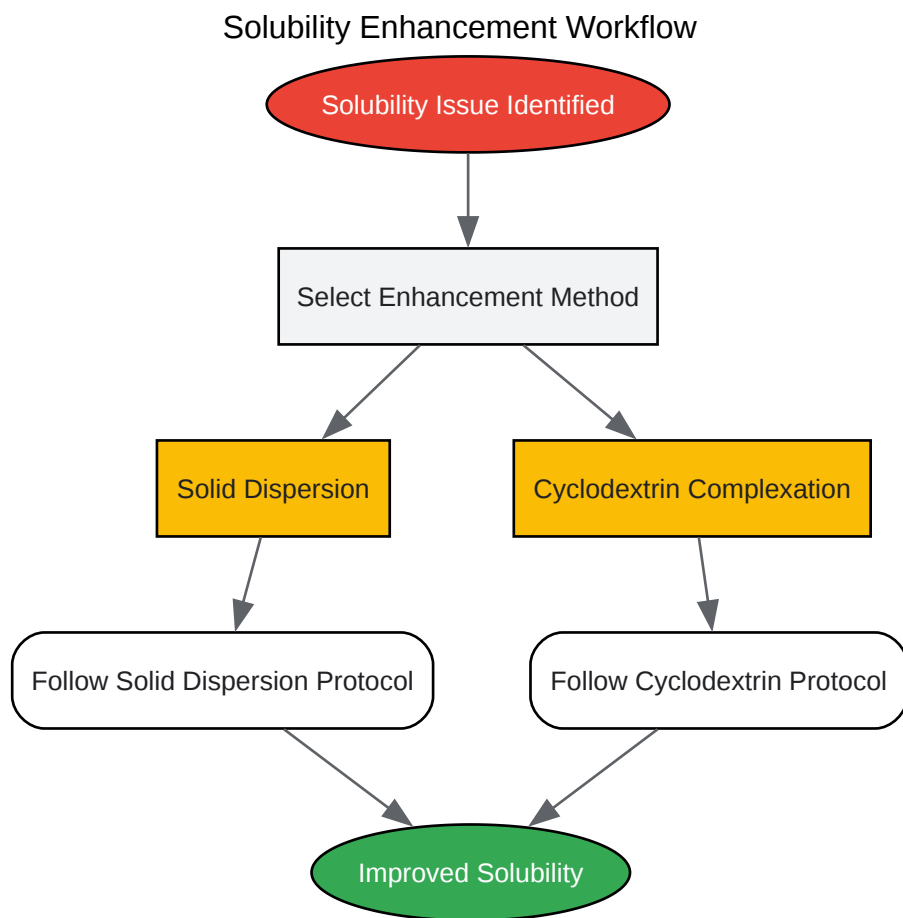 Solubility Enhancement Workflow
Solubility Issue Identified
Select Enhancement Method
Solid Dispersion
Cyclodextrin Complexation
Follow Solid Dispersion Protocol
Follow Cyclodextrin Protocol
Improved Solubility